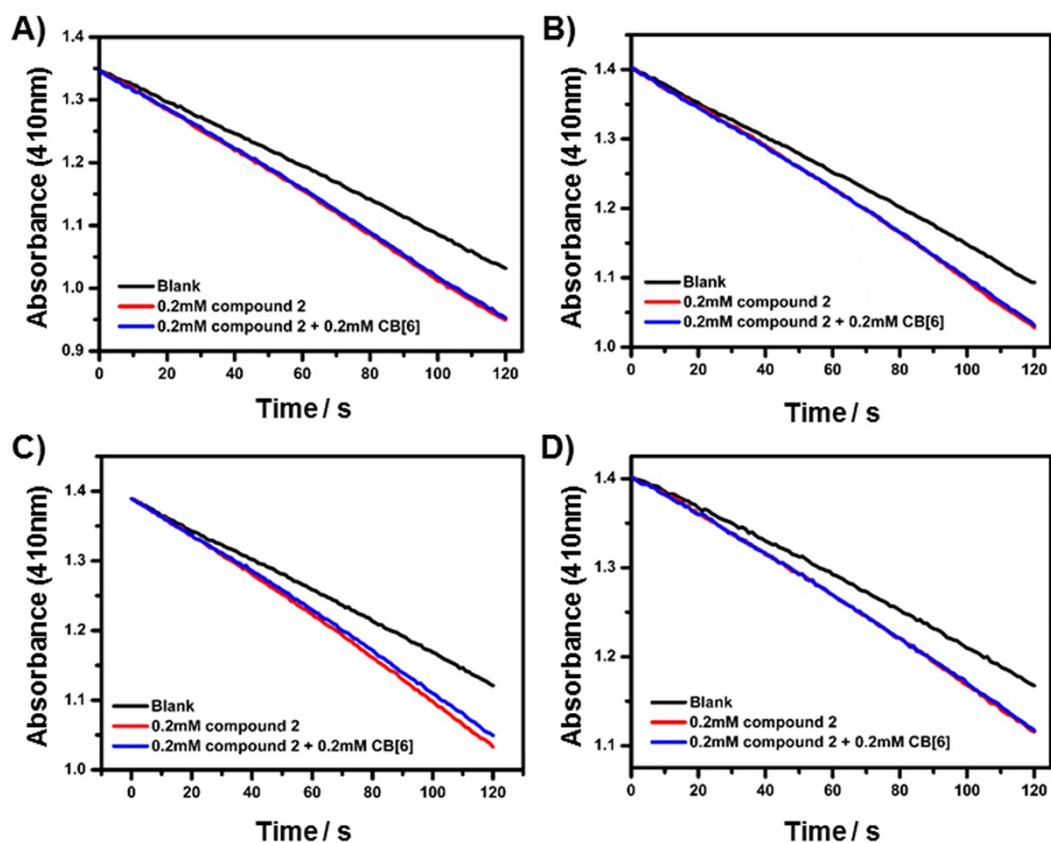 A)
Absorbance (410nm)
1.4
1.3
1.2
1.1
1.0
0.9
Blank
0.2mM compound 2
0.2mM compound 2 + 0.2mM CB[6]
0 20 40 60 80 100 120
Time / s
B)
Absorbance (410nm)
1.4
1.3
1.2
1.1
1.0
Blank
0.2mM compound 2
0.2mM compound 2 + 0.2mM CB[6]
0 20 40 60 80 100 120
Time / s
C)
Absorbance (410nm)
1.4
1.3
1.2
1.1
1.0
Blank
0.2mM compound 2
0.2mM compound 2 + 0.2mM CB[6]
0 20 40 60 80 100 120
Time / s
D)
Absorbance (410nm)
1.4
1.3
1.2
1.1
Blank
0.2mM compound 2
0.2mM compound 2 + 0.2mM CB[6]
0 20 40 60 80 100 120
Time / s